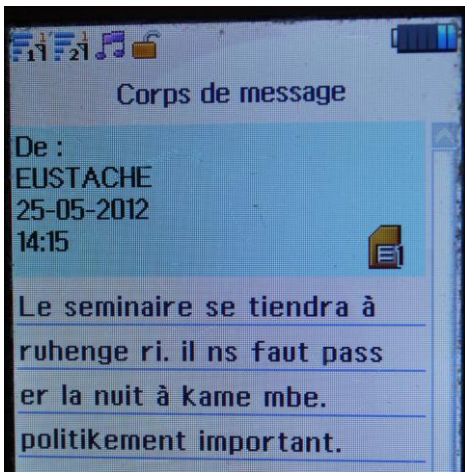 Corps de message
De :
EUSTACHE
25-05-2012
14:15
Le seminaire se tiendra à
ruhenge ri. il ns faut pass
er la nuit à kame mbe.
politikement important.